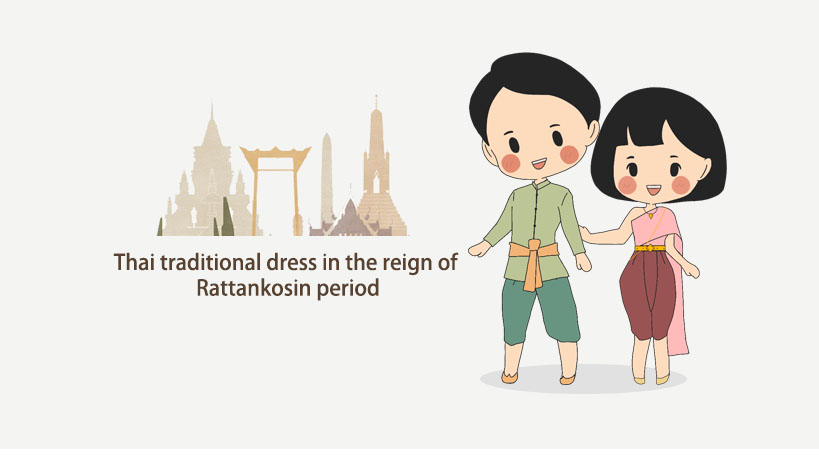 Thai traditional dress in the reign of
Rattankosin period